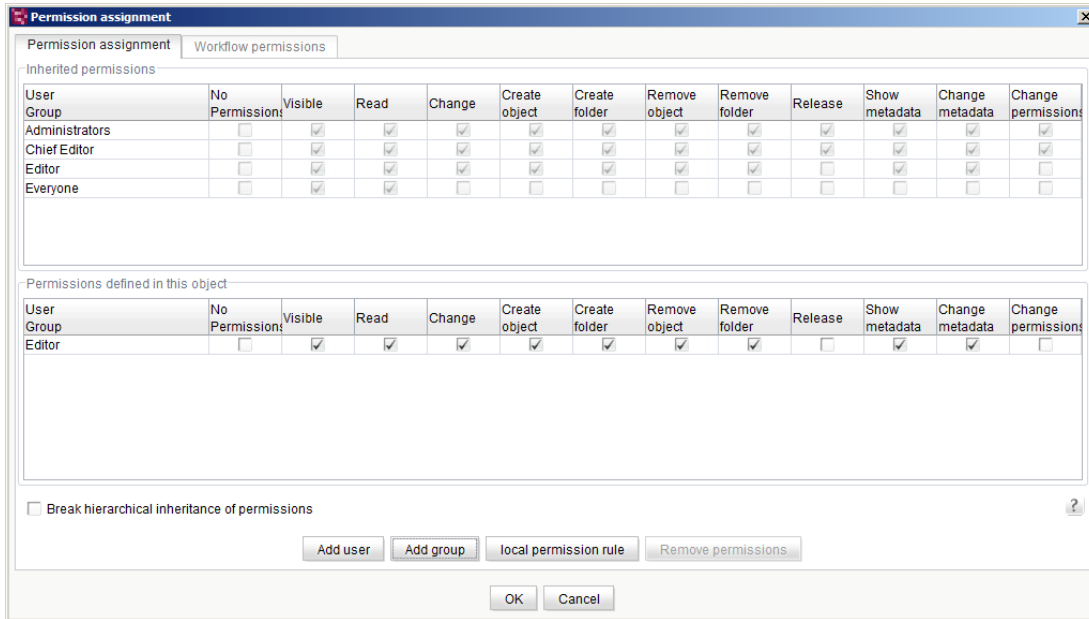 Permission assignment
Permission assignment
Workflow permissions
Inherited permissions
User Group No Permissions Visible Read Change Create object Create folder Remove object Remove folder Release Show metadata Change metadata Change permissions
Administrators
Chief Editor
Editor
Everyone
Permissions defined in this object
User Group No Permissions Visible Read Change Create object Create folder Remove object Remove folder Release Show metadata Change metadata Change permissions
Editor
Break hierarchical inheritance of permissions
?
Add user Add group local permission rule Remove permissions
OK Cancel